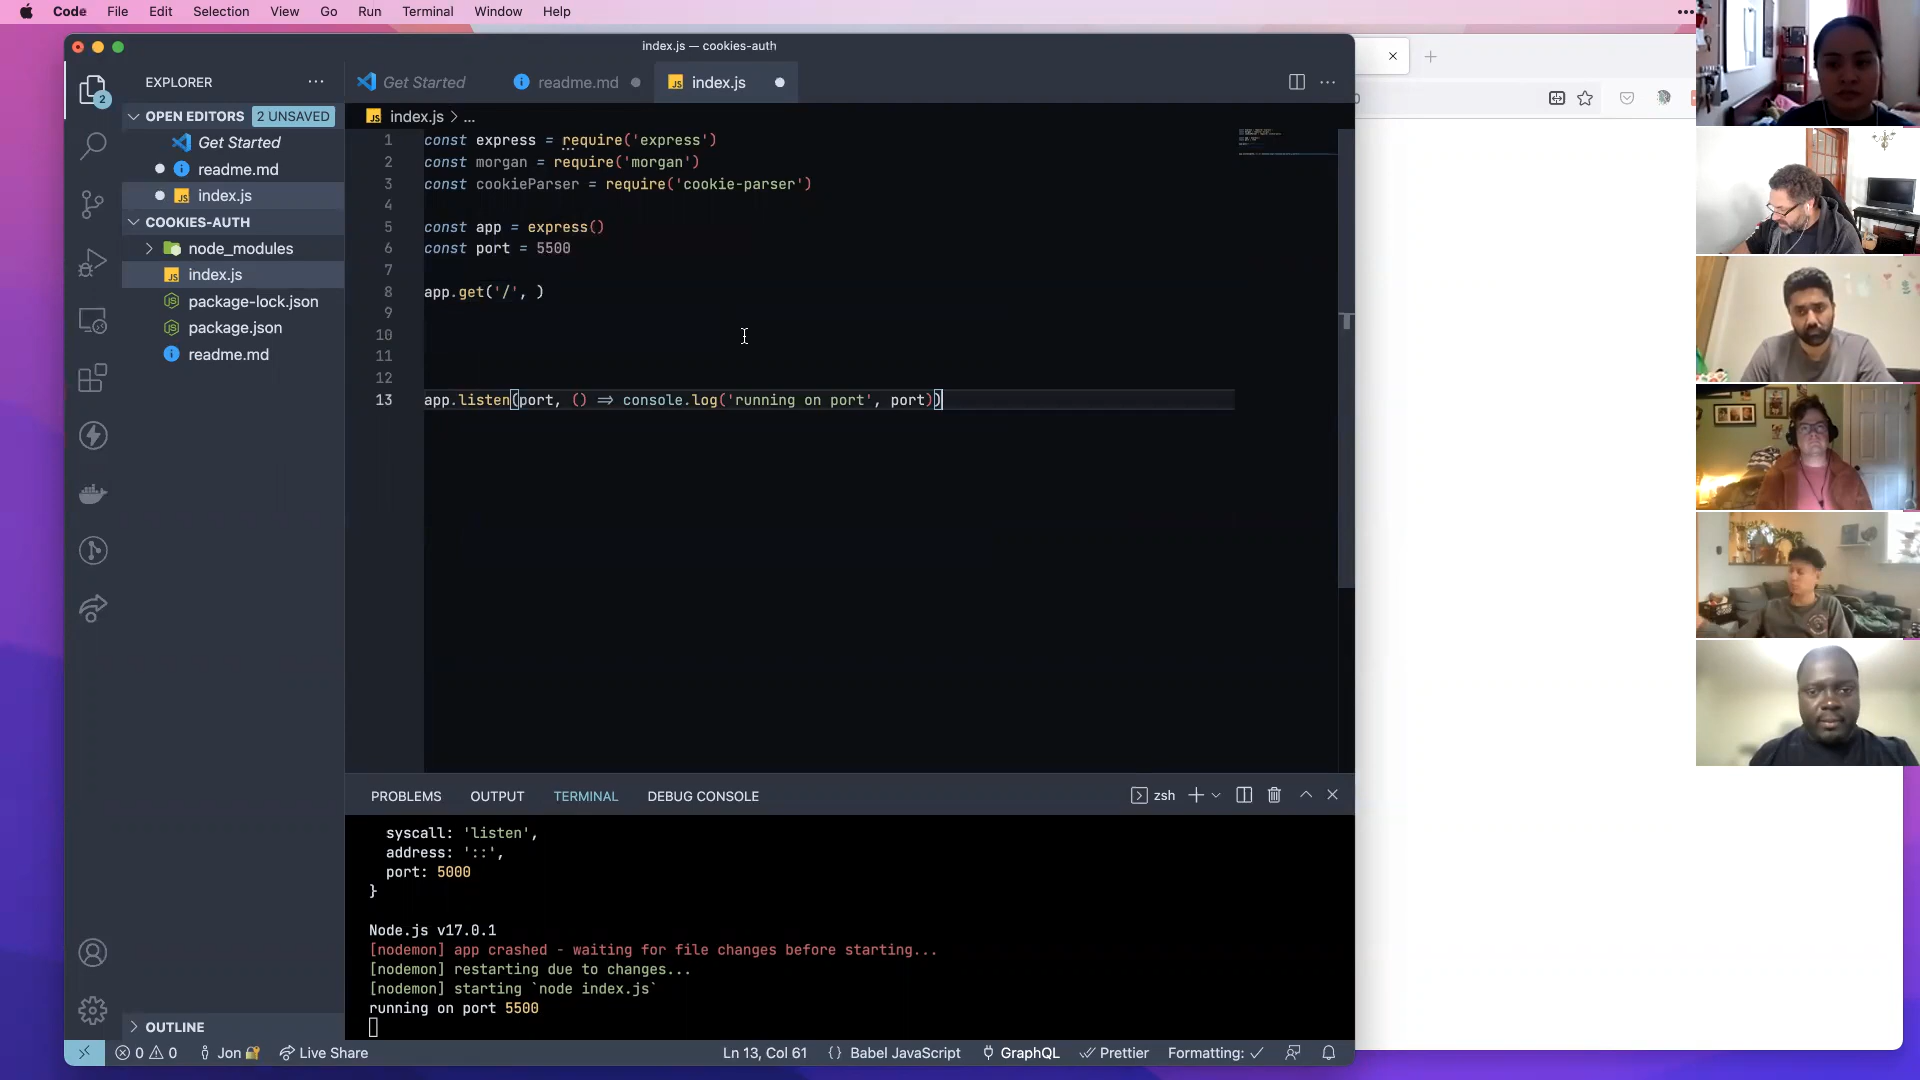 Code File Edit Selection View Go Run Terminal Window Help
index.js — cookies-auth
EXPLORER
Get Started
readme.md
index.js
OPEN EDITORS 2 UNSAVED
Get Started
readme.md
index.js
COOKIES-AUTH
node_modules
index.js
package-lock.json
package.json
readme.md
OUTLINE
2
index.js > ...
1 const express = require('express')
2 const morgan = require('morgan')
3 const cookieParser = require('cookie-parser')
4
5 const app = express()
6 const port = 5500
7
8 app.get('/', )
9
10
11
12
13 app.listen(port, () => console.log('running on port', port))
PROBLEMS OUTPUT TERMINAL DEBUG CONSOLE
zsh
syscall: 'listen',
address: '::',
port: 5000
}
Node.js v17.0.1
[nodemon] app crashed - waiting for file changes before starting...
[nodemon] restarting due to changes...
[nodemon] starting `node index.js`
running on port 5500
0 0 Jon Live Share Ln 13, Col 61 {} Babel JavaScript GraphQL Prettier Formatting: ✓